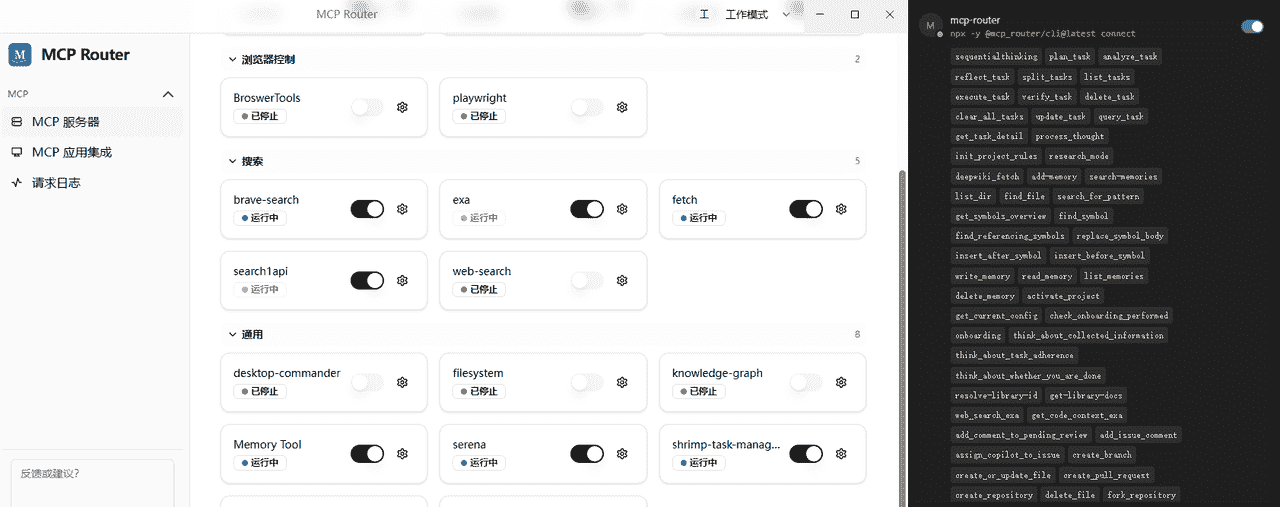 MCP Router
工 工作模式
MCP Router
MCP
MCP 服务器
MCP 应用集成
请求日志
反馈或建议?
浏览器控制 2
BroswerTools
已停止
playwright
已停止
搜索 5
brave-search
运行中
exa
运行中
fetch
运行中
search1api
运行中
web-search
已停止
通用 8
desktop-commander
已停止
filesystem
已停止
knowledge-graph
已停止
Memory Tool
运行中
serena
运行中
shrimp-task-manag...
运行中
M mcp-router
npx -y @mcp_router/cli@latest connect
sequentialthinking plan_task analyze_task
reflect_task split_tasks list_tasks
execute_task verify_task delete_task
clear_all_tasks update_task query_task
get_task_detail process_thought
init_project_rules research_mode
deepwiki_fetch add-memory search-memories
list_dir find_file search_for_pattern
get_symbols_overview find_symbol
find_referencing_symbols replace_symbol_body
insert_after_symbol insert_before_symbol
write_memory read_memory list_memories
delete_memory activate_project
get_current_config check_onboarding_performed
onboarding think_about_collected_information
think_about_task_adherence
think_about_whether_you_are_done
resolve-library-id get-library-docs
web_search_exa get_code_context_exa
add_comment_to_pending_review add_issue_comment
assign_copilot_to_issue create_branch
create_or_update_file create_pull_request
create_repository delete_file fork_repository